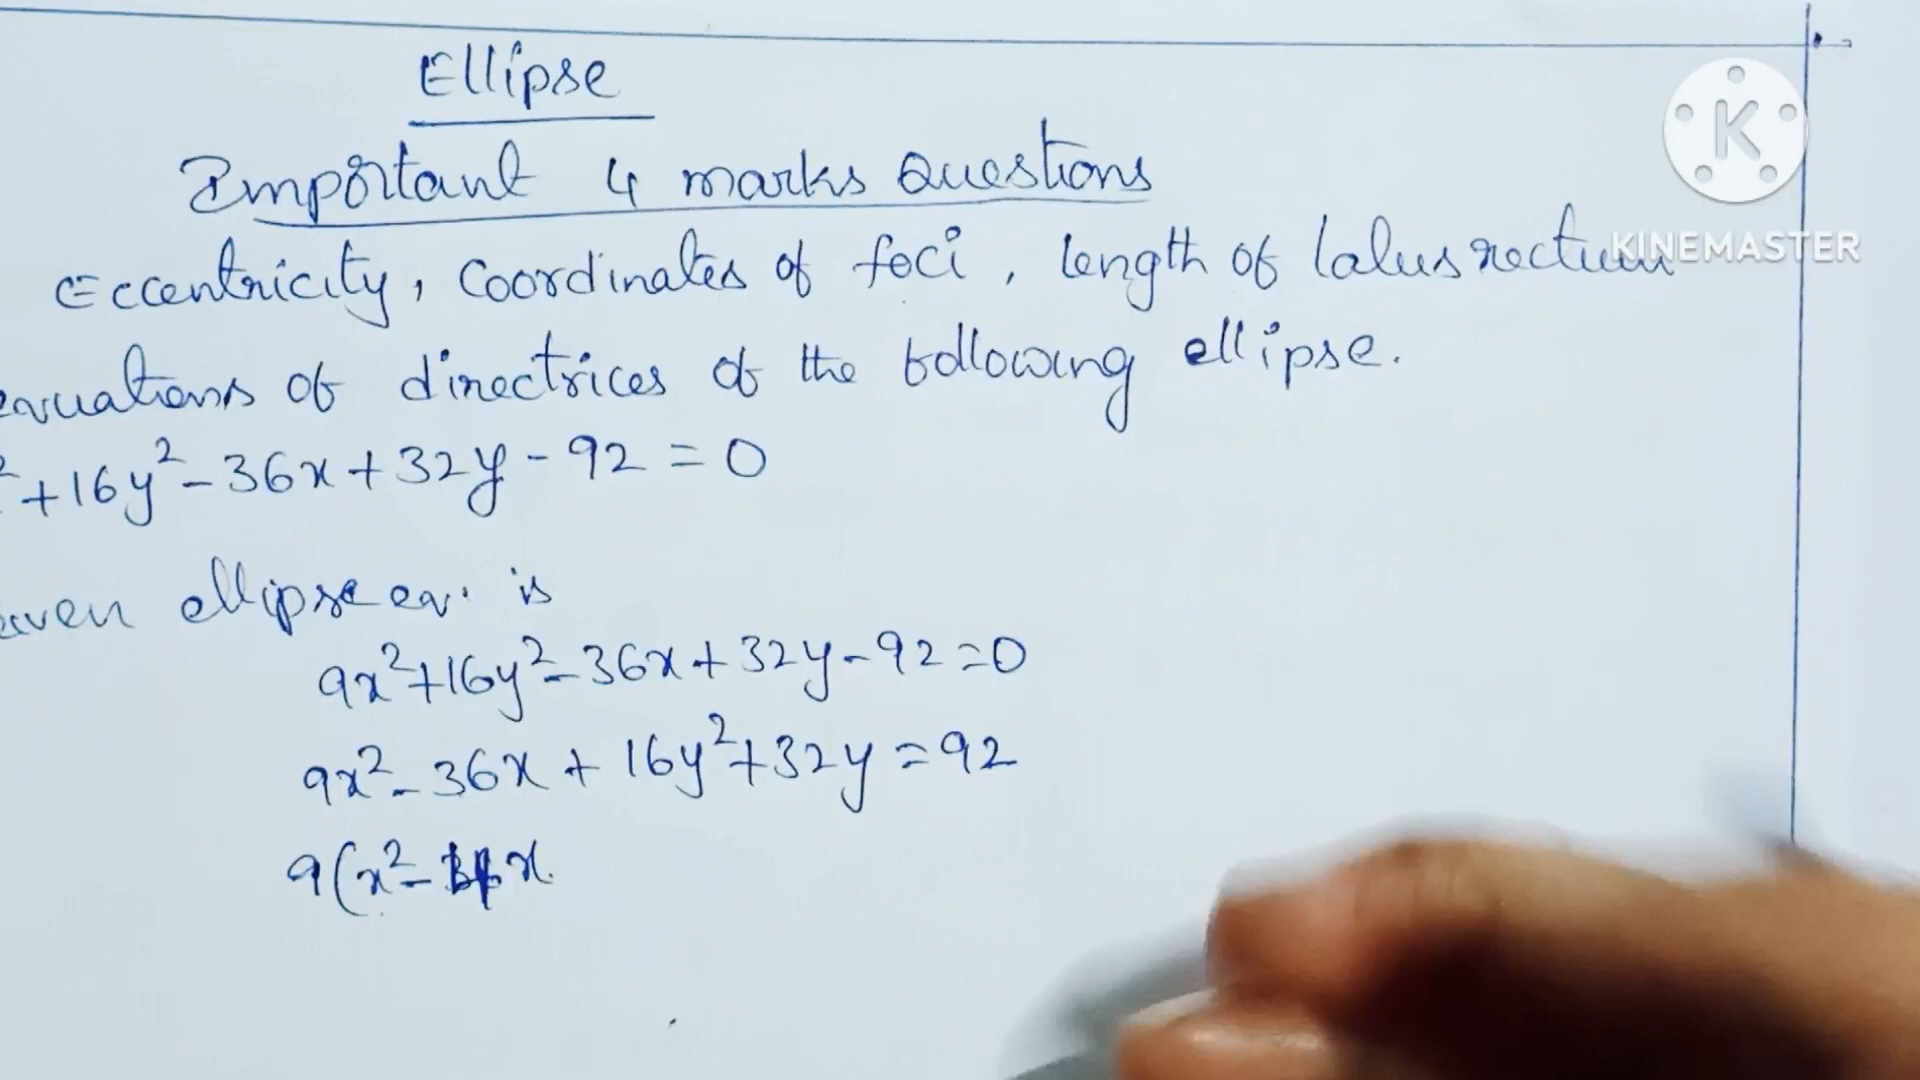 Ellipse
Important 4 marks Questions
K
KINEMASTER
Eccentricity, Coordinates of foci, length of latus rectum
of directrices of the following ellipse.
+16y²-36x+32y-92=0
ellipse eq. is
9x²+16y²-36x+32y-92=0
9x²-36x+16y²+32y=92
9(x²- x